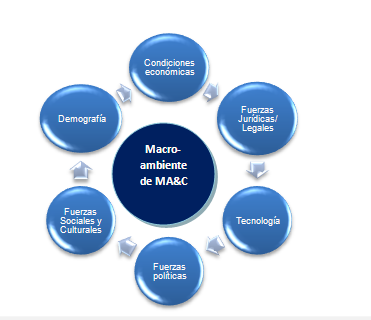 Condiciones
económicas
Fuerzas
Jurídicas/
Legales
Tecnología
Fuerzas
políticas
Fuerzas
Sociales y
Culturales
Demografía
Macro-
ambiente
de MA&C